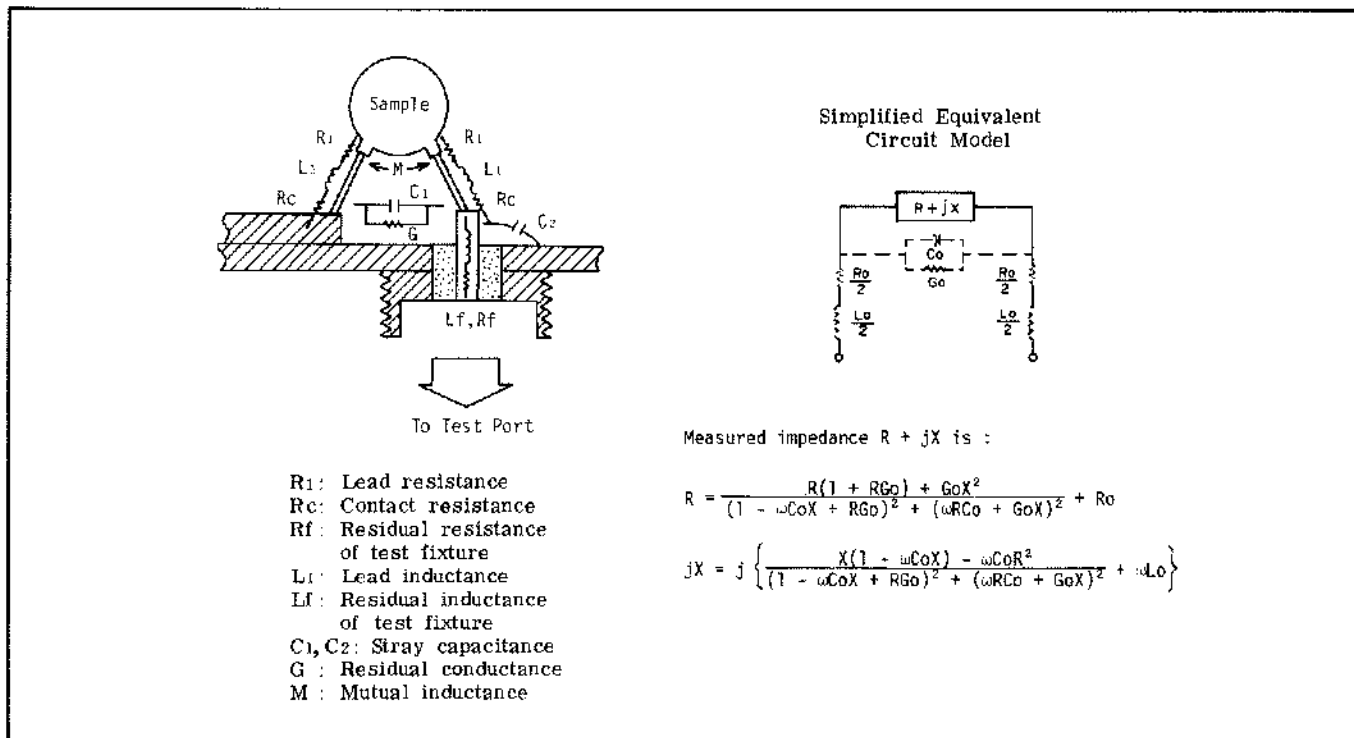 Sample
R1
R1
L1
M
L1
Rc
C1
Rc
C2
G
Lf, Rf
To Test Port
R1: Lead resistance
Rc: Contact resistance
Rf: Residual resistance
of test fixture
L1: Lead inductance
Lf: Residual inductance
of test fixture
C1, C2: Stray capacitance
G : Residual conductance
M : Mutual inductance
Simplified Equivalent
Circuit Model
R + jX
Co
Go
Ro/2
Ro/2
Lo/2
Lo/2
Measured impedance R + jX is :
R = R(1 + RGo) + GoX² / (1 - ωCoX + RGo)² + (ωRCo + GoX)² + Ro
jX = j { X(1 - ωCoX) - ωCoR² / (1 - ωCoX + RGo)² + (ωRCo + GoX)² + ωLo }